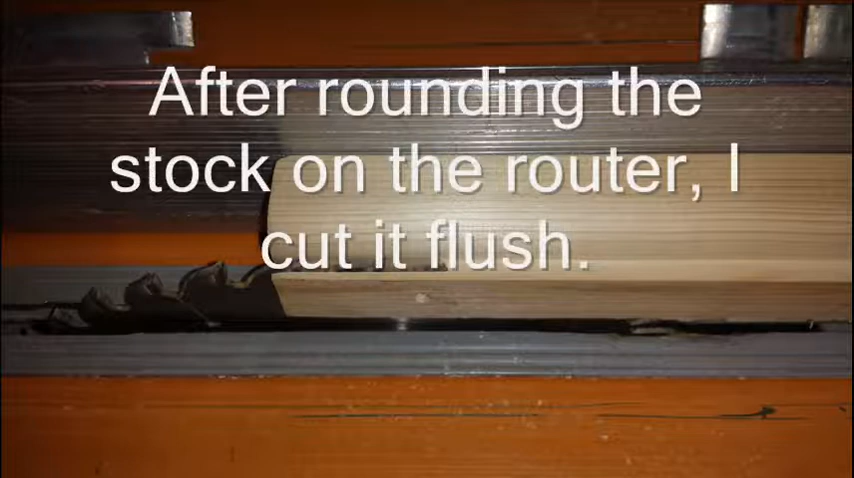 After rounding the
stock on the router, I
cut it flush.